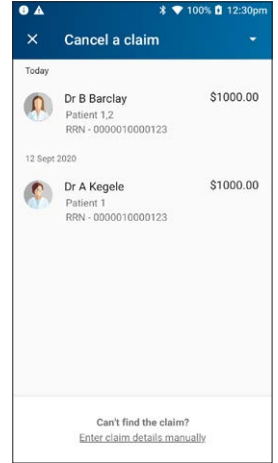 100% 12:30pm
Cancel a claim
Today
Dr B Barclay $1000.00
Patient 1,2
RRN - 0000010000123
12 Sept 2020
Dr A Kegele $1000.00
Patient 1
RRN - 0000010000123
Can't find the claim?
Enter claim details manually